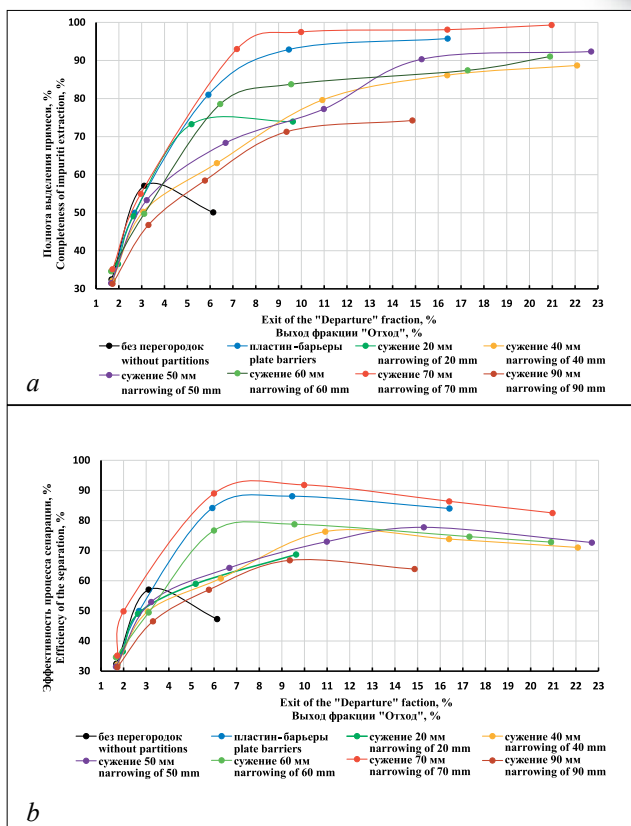 Полнота выделения примеси, %
Completeness of impuriti extraction, %
100
90
80
70
60
50
40
30
1 2 3 4 5 6 7 8 9 10 11 12 13 14 15 16 17 18 19 20 21 22 23
Exit of the "Departure" fraction, %
Выход фракции "Отход", %
без перегородок
without partitions
пластин-барьеры
plate barriers
сужение 20 мм
narrowing of 20 mm
сужение 40 мм
narrowing of 40 mm
сужение 50 мм
narrowing of 50 mm
сужение 60 мм
narrowing of 60 mm
сужение 70 мм
narrowing of 70 mm
сужение 90 мм
narrowing of 90 mm
a
Эффективность процесса сепарации, %
Efficiency of the separation, %
100
90
80
70
60
50
40
30
1 2 3 4 5 6 7 8 9 10 11 12 13 14 15 16 17 18 19 20 21 22 23
Exit of the "Departure" faction, %
Выход фракции "Отход", %
без перегородок
without partitions
пластин-барьеры
plate barriers
сужение 20 мм
narrowing of 20 mm
сужение 40 мм
narrowing of 40 mm
сужение 50 мм
narrowing of 50 mm
сужение 60 мм
narrowing of 60 mm
сужение 70 мм
narrowing of 70 mm
сужение 90 мм
narrowing of 90 mm
b